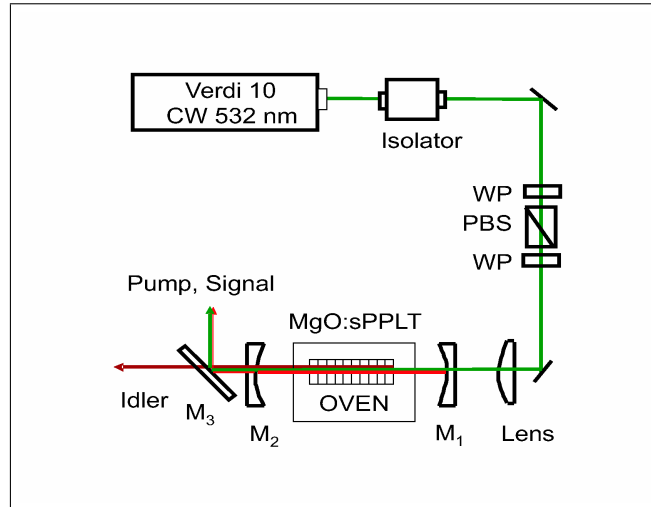 Verdi 10
CW 532 nm
Isolator
WP
PBS
WP
Pump, Signal
MgO:sPPLT
Idler
OVEN
M₃
M₂
M₁
Lens